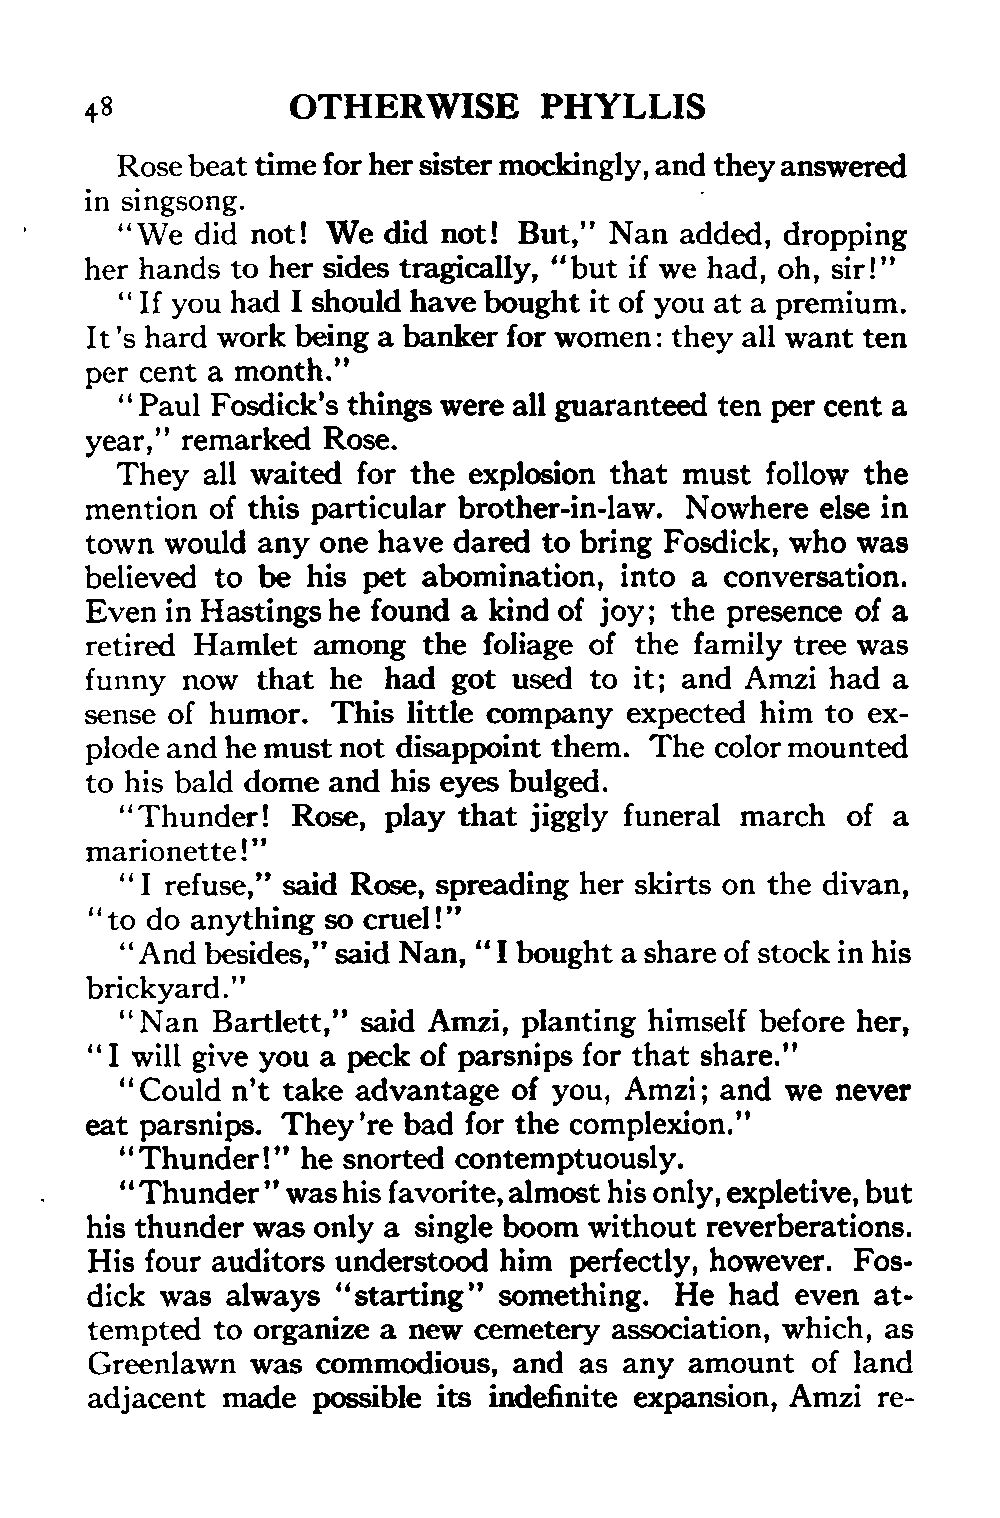 48 OTHERWISE PHYLLIS
Rose beat time for her sister mockingly, and they answered
in singsong.
"We did not! We did not! But," Nan added, dropping
her hands to her sides tragically, "but if we had, oh, sir!"
"If you had I should have bought it of you at a premium.
It 's hard work being a banker for women: they all want ten
per cent a month."
"Paul Fosdick's things were all guaranteed ten per cent a
year," remarked Rose.
They all waited for the explosion that must follow the
mention of this particular brother-in-law. Nowhere else in
town would any one have dared to bring Fosdick, who was
believed to be his pet abomination, into a conversation.
Even in Hastings he found a kind of joy; the presence of a
retired Hamlet among the foliage of the family tree was
funny now that he had got used to it; and Amzi had a
sense of humor. This little company expected him to ex-
plode and he must not disappoint them. The color mounted
to his bald dome and his eyes bulged.
"Thunder! Rose, play that jiggly funeral march of a
marionette!"
"I refuse," said Rose, spreading her skirts on the divan,
"to do anything so cruel!"
"And besides," said Nan, "I bought a share of stock in his
brickyard."
"Nan Bartlett," said Amzi, planting himself before her,
"I will give you a peck of parsnips for that share."
"Could n't take advantage of you, Amzi; and we never
eat parsnips. They 're bad for the complexion."
"Thunder!" he snorted contemptuously.
"Thunder" was his favorite, almost his only, expletive, but
his thunder was only a single boom without reverberations.
His four auditors understood him perfectly, however. Fos-
dick was always "starting" something. He had even at-
tempted to organize a new cemetery association, which, as
Greenlawn was commodious, and as any amount of land
adjacent made possible its indefinite expansion, Amzi re-